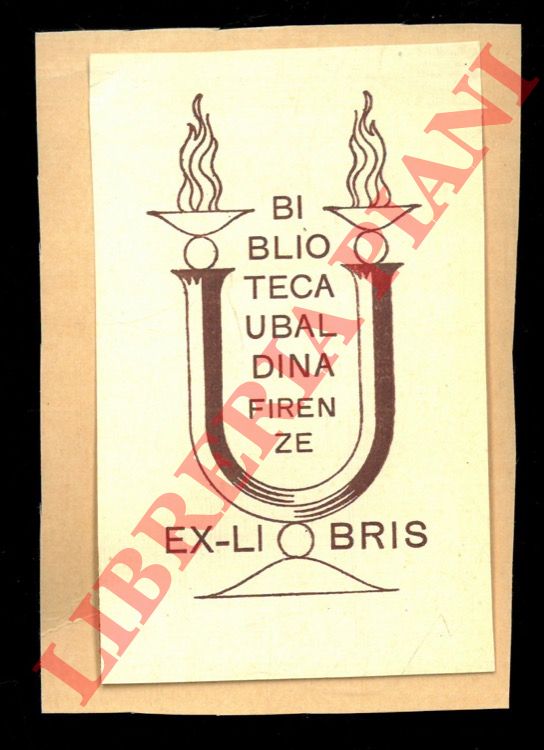 BI
BLIO
TECA
UBAL
DINA
FIREN
ZE
EX-LI BRIS
LIBRERIA PIANI